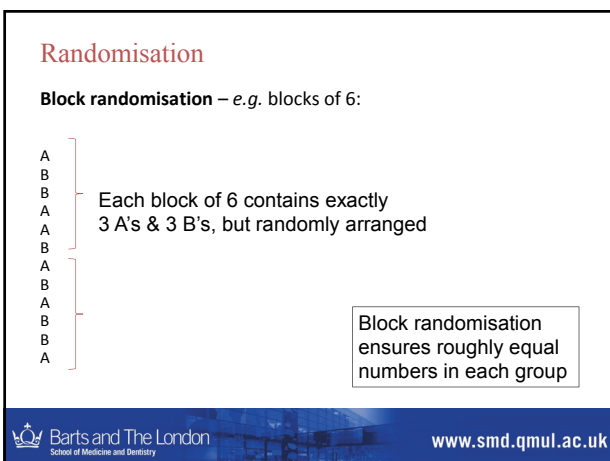 Randomisation
Block randomisation – e.g. blocks of 6:
A
B
B
A
A
B
Each block of 6 contains exactly
3 A's & 3 B's, but randomly arranged
A
B
A
B
B
A
Block randomisation
ensures roughly equal
numbers in each group
Barts and The London
School of Medicine and Dentistry
www.smd.qmul.ac.uk